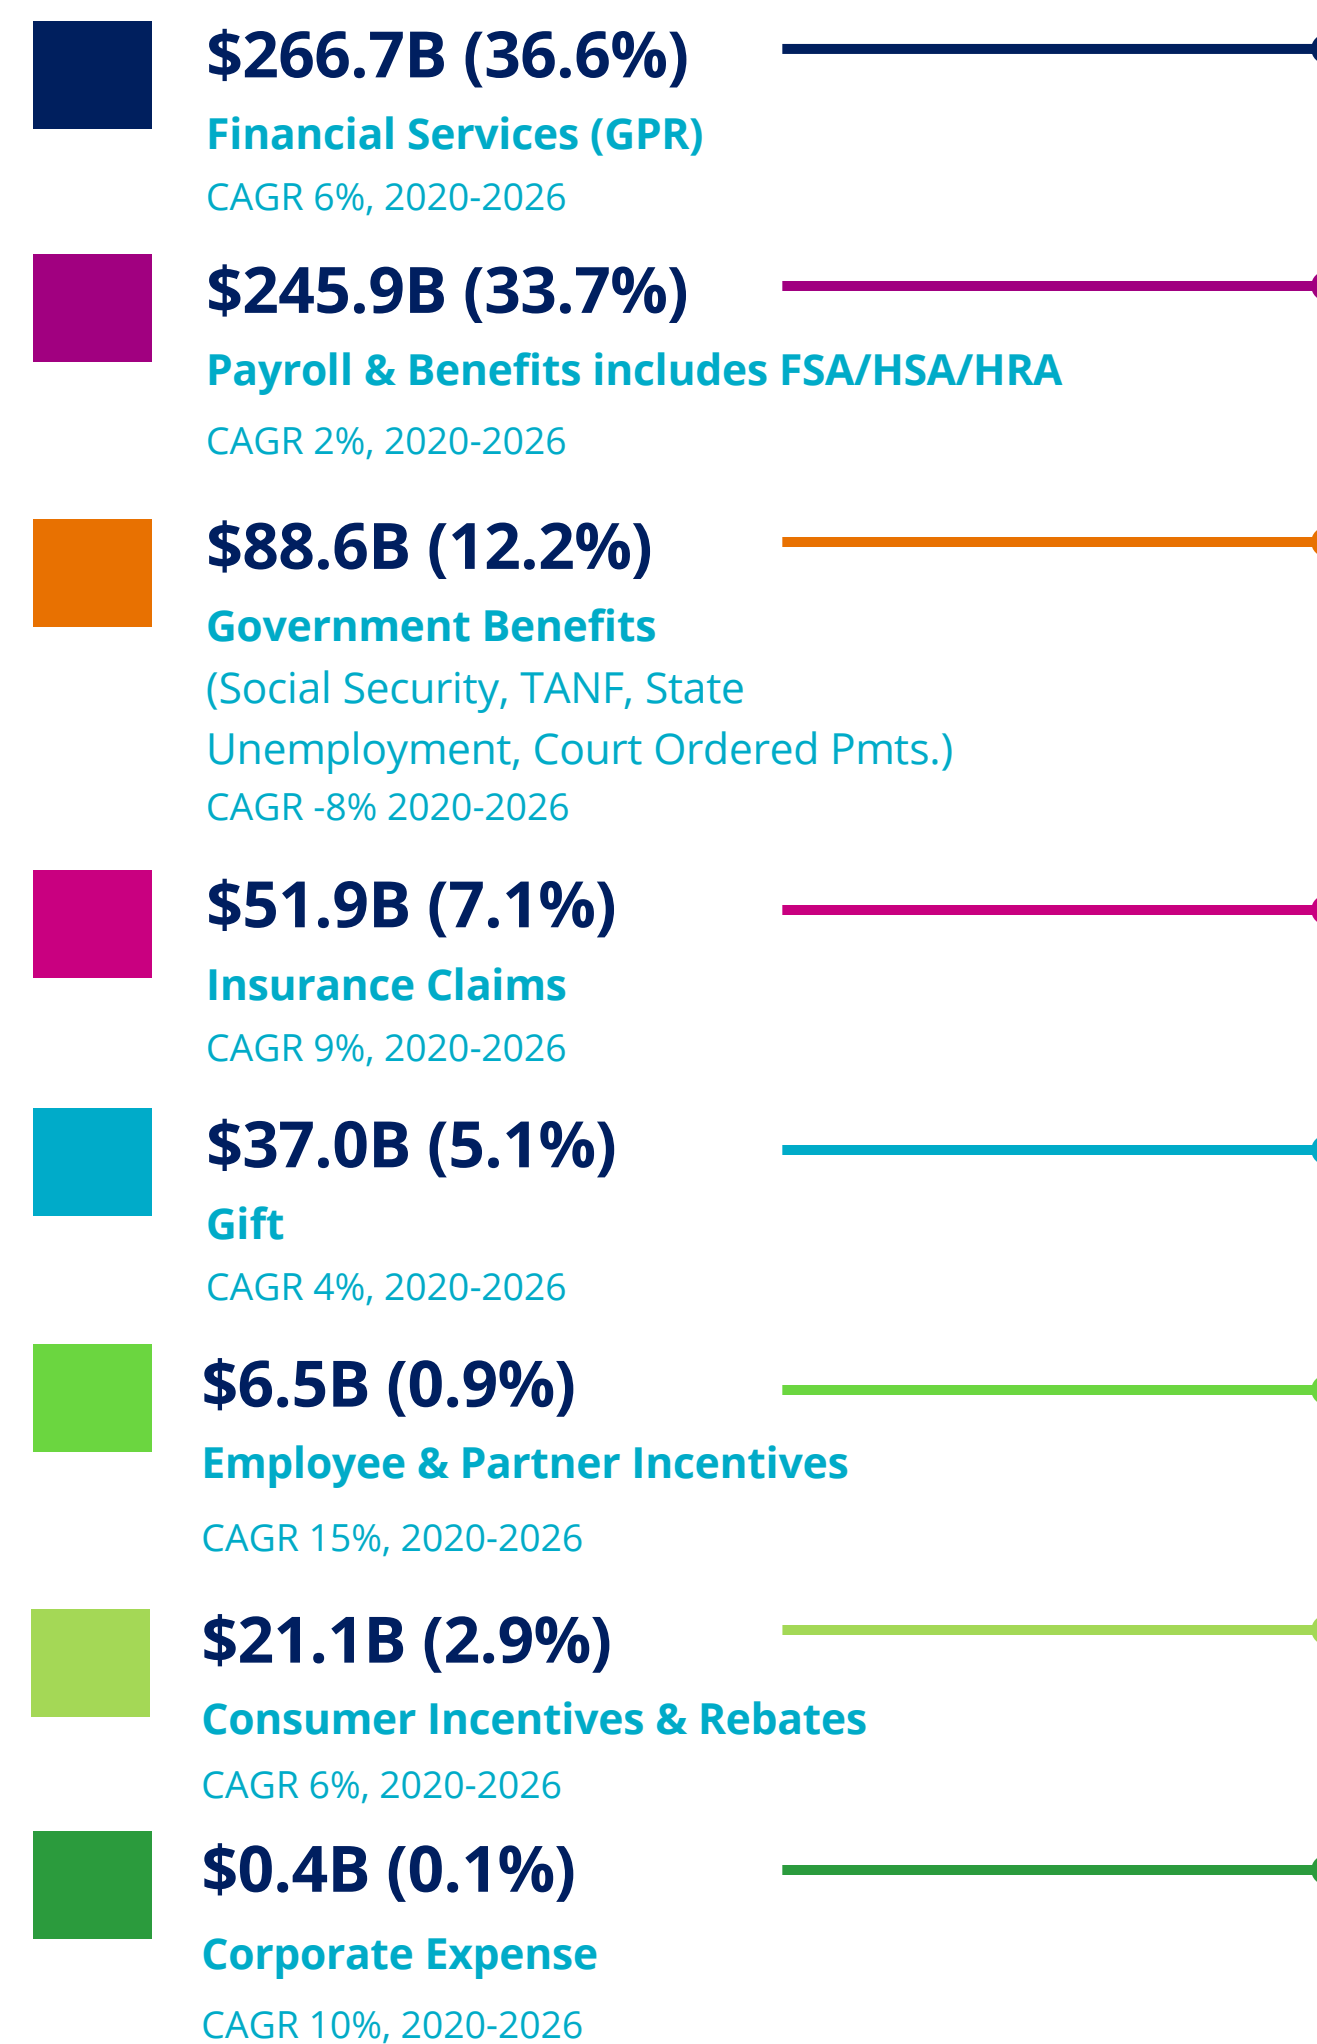 $266.7B (36.6%)
Financial Services (GPR)
CAGR 6%, 2020-2026
$245.9B (33.7%)
Payroll & Benefits includes FSA/HSA/HRA
CAGR 2%, 2020-2026
$88.6B (12.2%)
Government Benefits
(Social Security, TANF, State
Unemployment, Court Ordered Pmts.)
CAGR -8% 2020-2026
$51.9B (7.1%)
Insurance Claims
CAGR 9%, 2020-2026
$37.0B (5.1%)
Gift
CAGR 4%, 2020-2026
$6.5B (0.9%)
Employee & Partner Incentives
CAGR 15%, 2020-2026
$21.1B (2.9%)
Consumer Incentives & Rebates
CAGR 6%, 2020-2026
$0.4B (0.1%)
Corporate Expense
CAGR 10%, 2020-2026